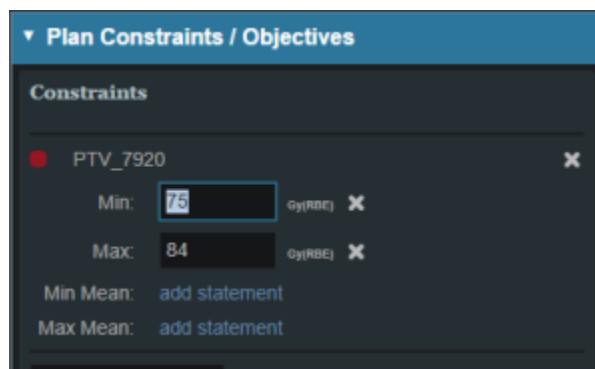 Plan Constraints / Objectives
Constraints
PTV_7920
Min: 75 Gy(RBE)
Max: 84 Gy(RBE)
Min Mean: add statement
Max Mean: add statement